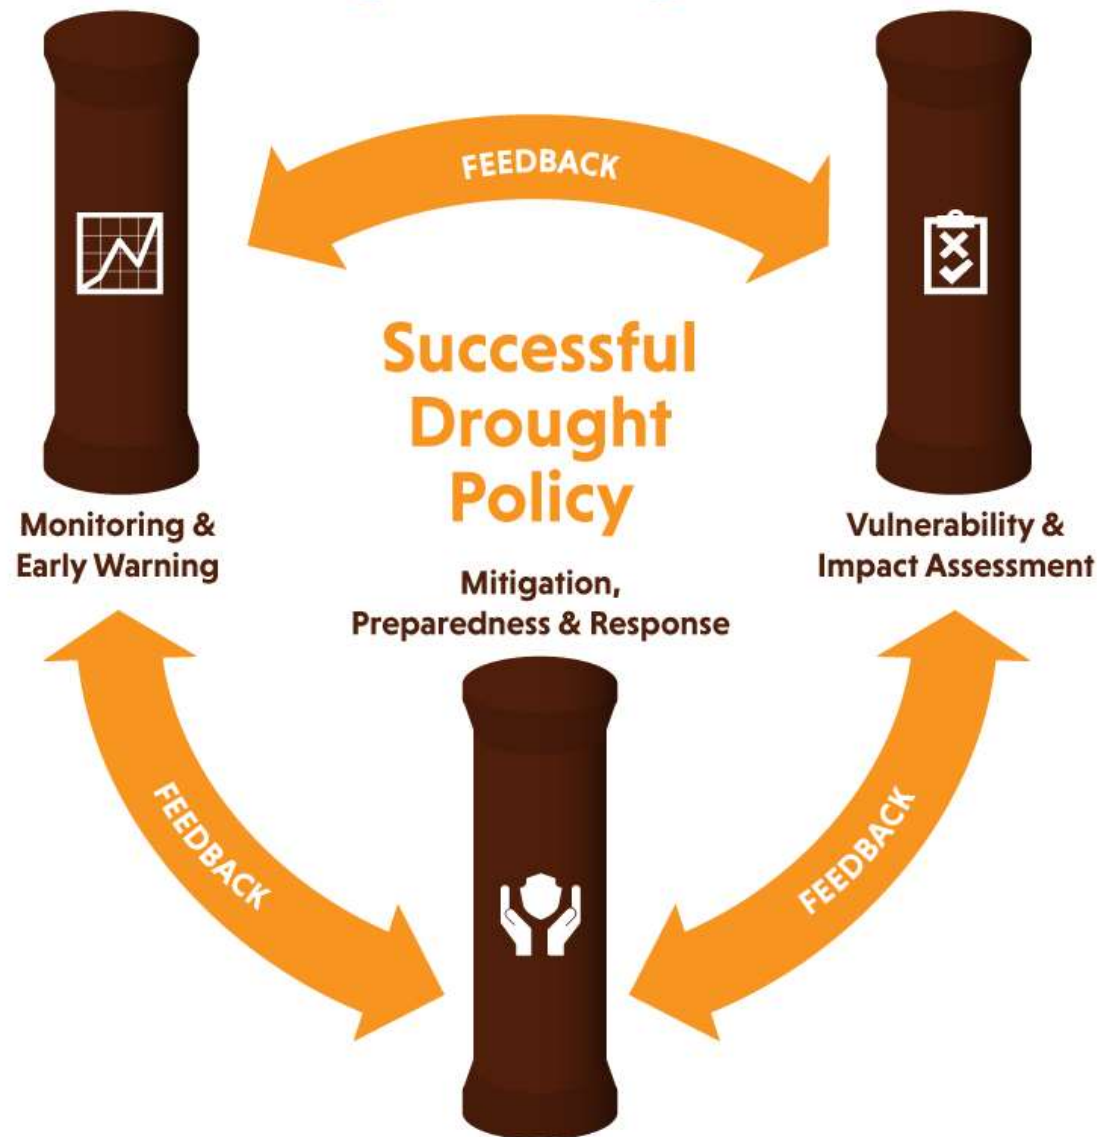 FEEDBACK
Successful
Drought
Policy
Monitoring &
Early Warning
Vulnerability &
Impact Assessment
Mitigation,
Preparedness & Response
FEEDBACK
FEEDBACK